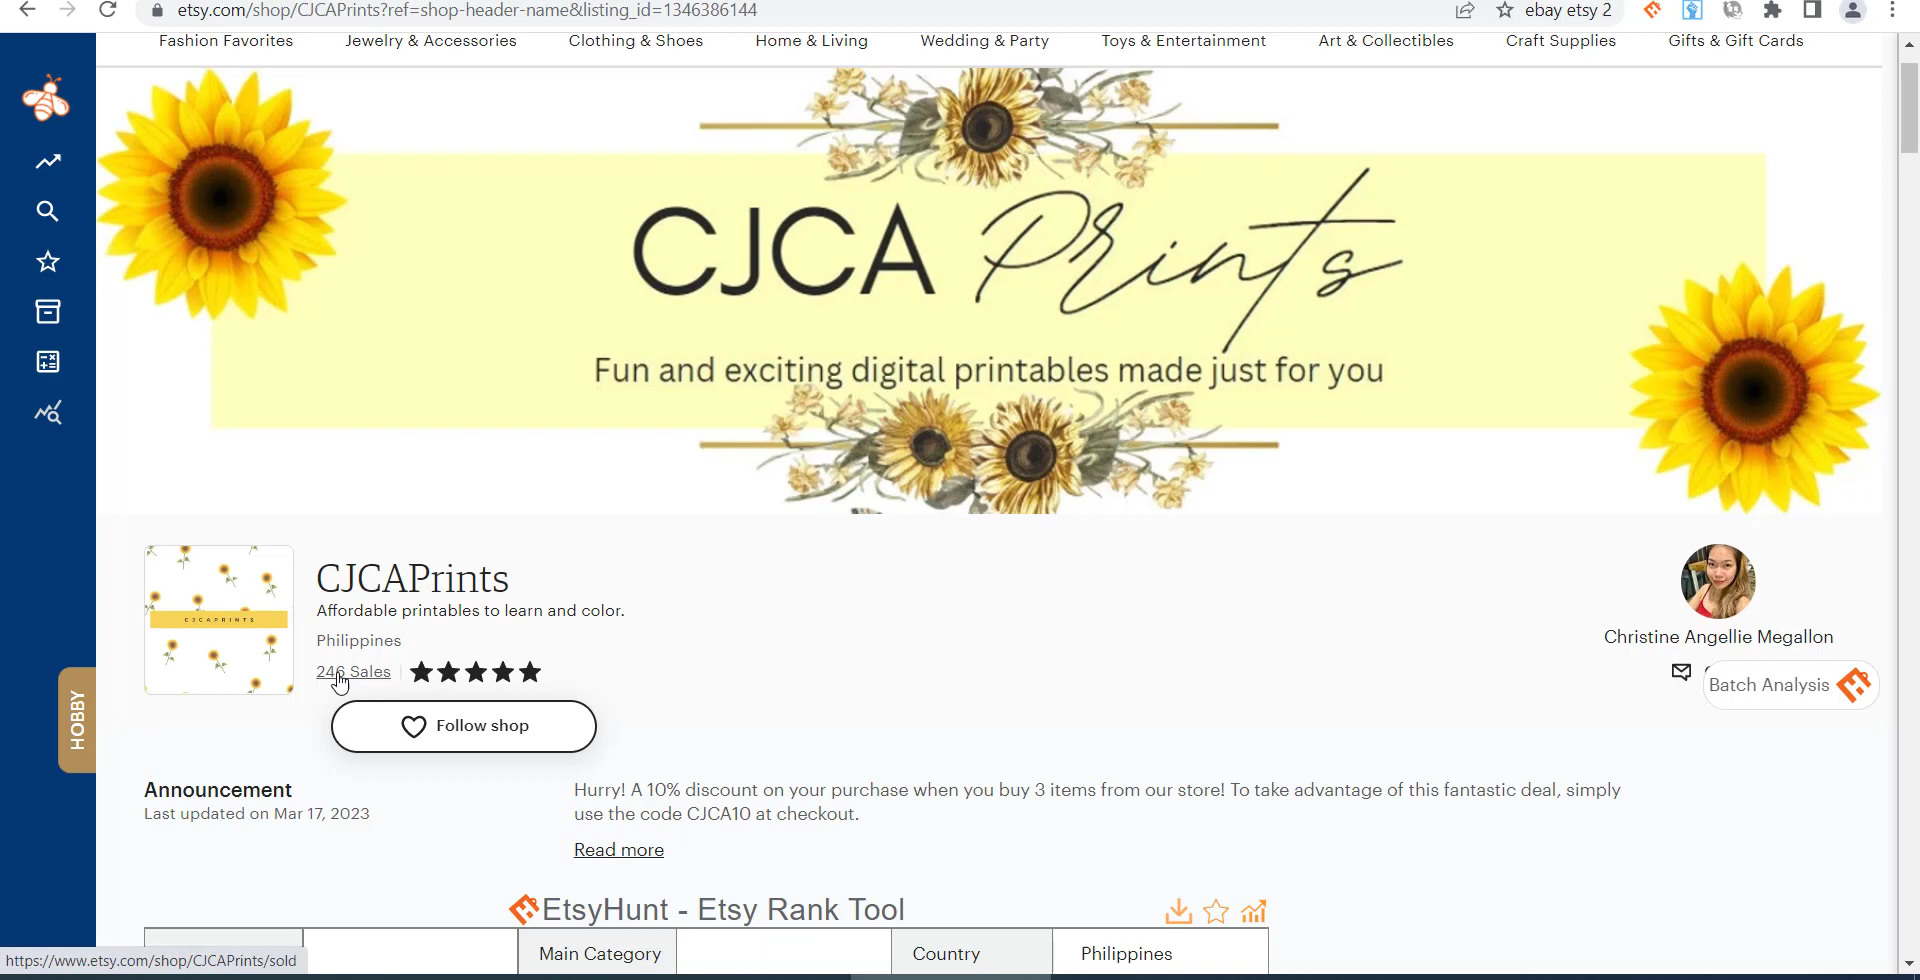 etsy.com/shop/CJCAPrints?ref=shop-header-name&listing_id=1346386144
ebay etsy 2
Fashion Favorites
Jewelry & Accessories
Clothing & Shoes
Home & Living
Wedding & Party
Toys & Entertainment
Art & Collectibles
Craft Supplies
Gifts & Gift Cards
CJCA Prints
Fun and exciting digital printables made just for you
CJCAPRINTS
CJCAPrints
Affordable printables to learn and color.
Philippines
246 Sales
Follow shop
Christine Angellie Megallon
Batch Analysis
HOBBY
Announcement
Last updated on Mar 17, 2023
Hurry! A 10% discount on your purchase when you buy 3 items from our store! To take advantage of this fantastic deal, simply
use the code CJCA10 at checkout.
Read more
EtsyHunt - Etsy Rank Tool
Main Category
Country
Philippines
https://www.etsy.com/shop/CJCAPrints/sold